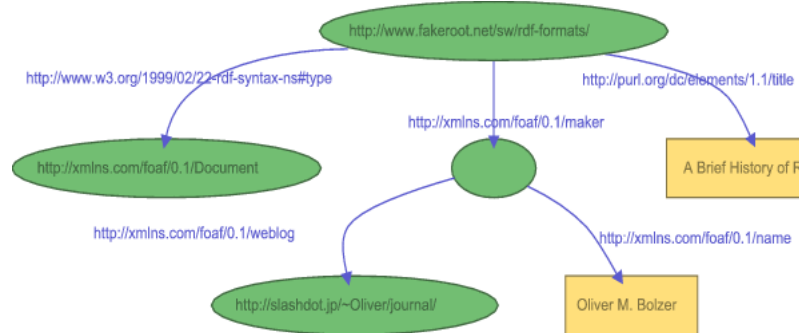 http://www.fakeroot.net/sw/rdf-formats/
http://www.w3.org/1999/02/22-rdf-syntax-ns#type
http://purl.org/dc/elements/1.1/title
http://xmlns.com/foaf/0.1/maker
http://xmlns.com/foaf/0.1/Document
A Brief History of R
http://xmlns.com/foaf/0.1/weblog
http://xmlns.com/foaf/0.1/name
http://slashdot.jp/~Oliver/journal/
Oliver M. Bolzer